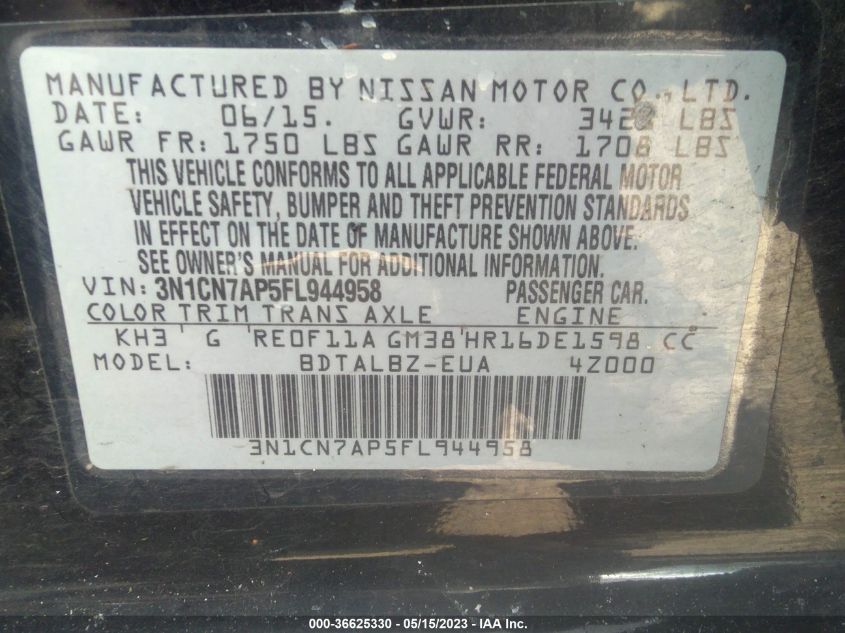 MANUFACTURED BY NISSAN MOTOR CO., LTD.
DATE: 06/15. GVWR: LBS
GAWR FR: 1750 LBS GAWR RR: 1708 LBS
THIS VEHICLE CONFORMS TO ALL APPLICABLE FEDERAL MOTOR
VEHICLE SAFETY, BUMPER AND THEFT PREVENTION STANDARDS
IN EFFECT ON THE DATE OF MANUFACTURE SHOWN ABOVE.
SEE OWNER'S MANUAL FOR ADDITIONAL INFORMATION.
VIN: 3N1CN7AP5FL944958 PASSENGER CAR.
COLOR TRIM TRANS AXLE ENGINE
KH3 G RE0F11A GM38 HR16DE1598 CC
MODEL: BDTALBZ-EUA 4Z000
3N1CN7AP5FL944958
000-36625330 - 05/15/2023 - IAA, Inc.